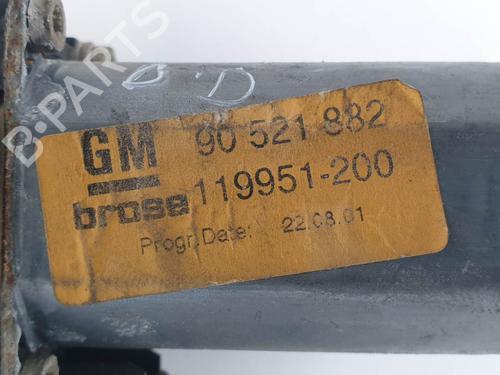 O.D
GM 90 521 882
brose 119951-200
Progr. Date: 22.08.01
B-PARTS